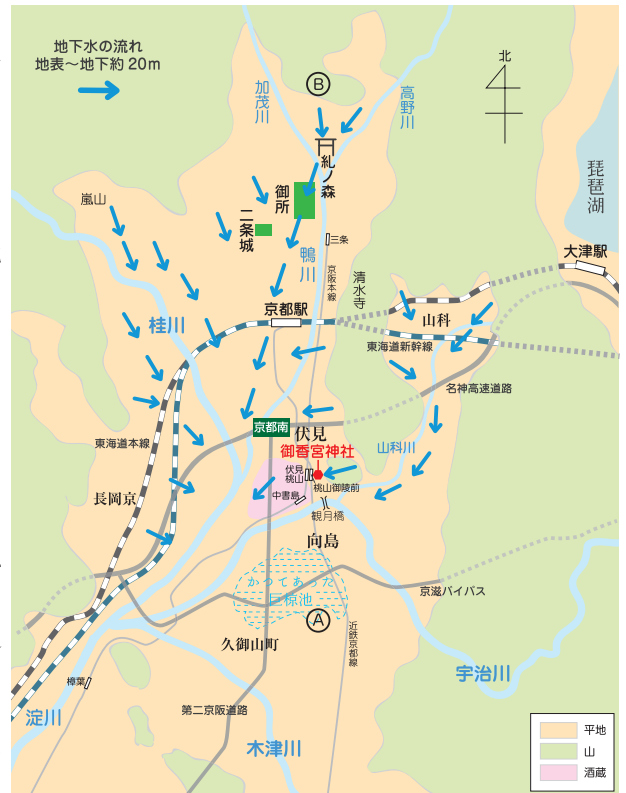 地下水の流れ
地表～地下約20m
B
北
加茂川
高野川
糺ノ森
御所
二条城
嵐山
琵琶湖
三条
鴨川
京阪本線
清水寺
大津駅
京都駅
山科
東海道新幹線
桂川
名神高速道路
京都南
伏見
御香宮神社
山科川
東海道本線
伏見
桃山
桃山御陵前
中書島
長岡京
観月橋
向島
かつてあった
巨椋池
A
京滋バイパス
久御山町
近鉄京都線
宇治川
樟葉
淀川
第二京阪道路
木津川
平地
山
酒蔵